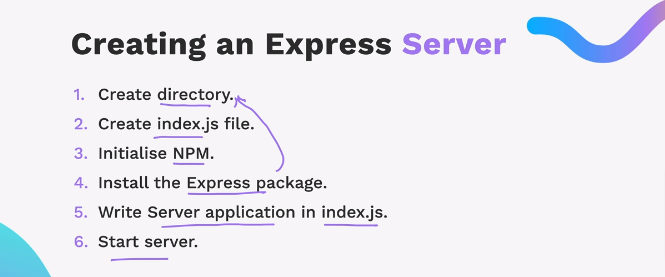 Creating an Express Server
1. Create directory.
2. Create index.js file.
3. Initialise NPM.
4. Install the Express package.
5. Write Server application in index.js.
6. Start server.